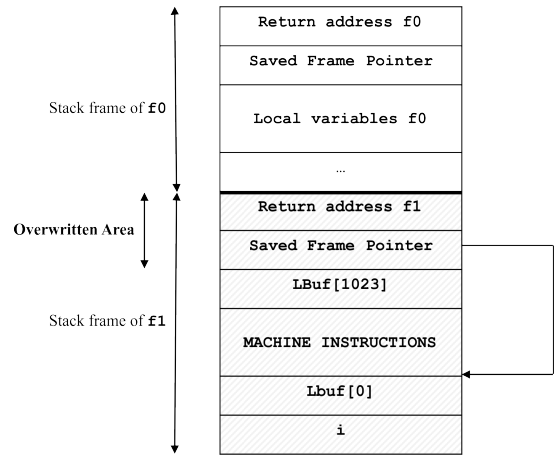 Return address f0
Saved Frame Pointer
Stack frame of f0
Local variables f0
...
Return address f1
Overwritten Area
Saved Frame Pointer
LBuf[1023]
Stack frame of f1
MACHINE INSTRUCTIONS
Lbuf[0]
i